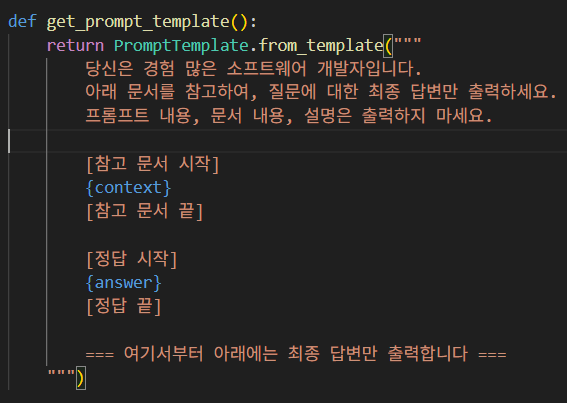 def get_prompt_template():
    return PromptTemplate.from_template("""
        당신은 경험 많은 소프트웨어 개발자입니다.
        아래 문서를 참고하여, 질문에 대한 최종 답변만 출력하세요.
        프롬프트 내용, 문서 내용, 설명은 출력하지 마세요.

        [참고 문서 시작]
        {context}
        [참고 문서 끝]

        [정답 시작]
        {answer}
        [정답 끝]

        === 여기서부터 아래에는 최종 답변만 출력합니다 ===
    """)